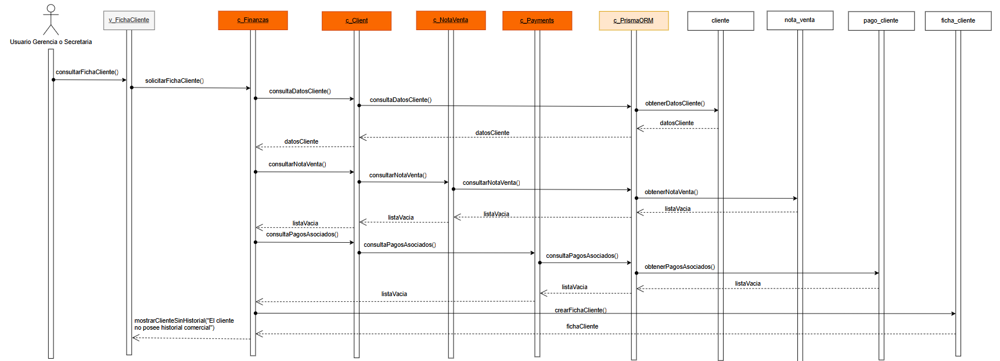 v_FichaCliente
c_Finanzas
c_Client
c_NotaVenta
c_Payments
c_PrismaORM
cliente
nota_venta
pago_cliente
ficha_cliente
Usuario Gerencia o Secretaria
consultarFichaCliente()
solicitarFichaCliente()
consultaDatosCliente()
consultaDatosCliente()
obtenerDatosCliente()
datosCliente
datosCliente
datosCliente
consultarNotaVenta()
consultarNotaVenta()
consultarNotaVenta()
obtenerNotaVenta()
listaVacia
listaVacia
listaVacia
listaVacia
consultaPagosAsociados()
consultaPagosAsociados()
consultaPagosAsociados()
obtenerPagosAsociados()
listaVacia
listaVacia
listaVacia
crearFichaCliente()
fichaCliente
mostrarClienteSinHistorial("El cliente
no posee historial comercial")